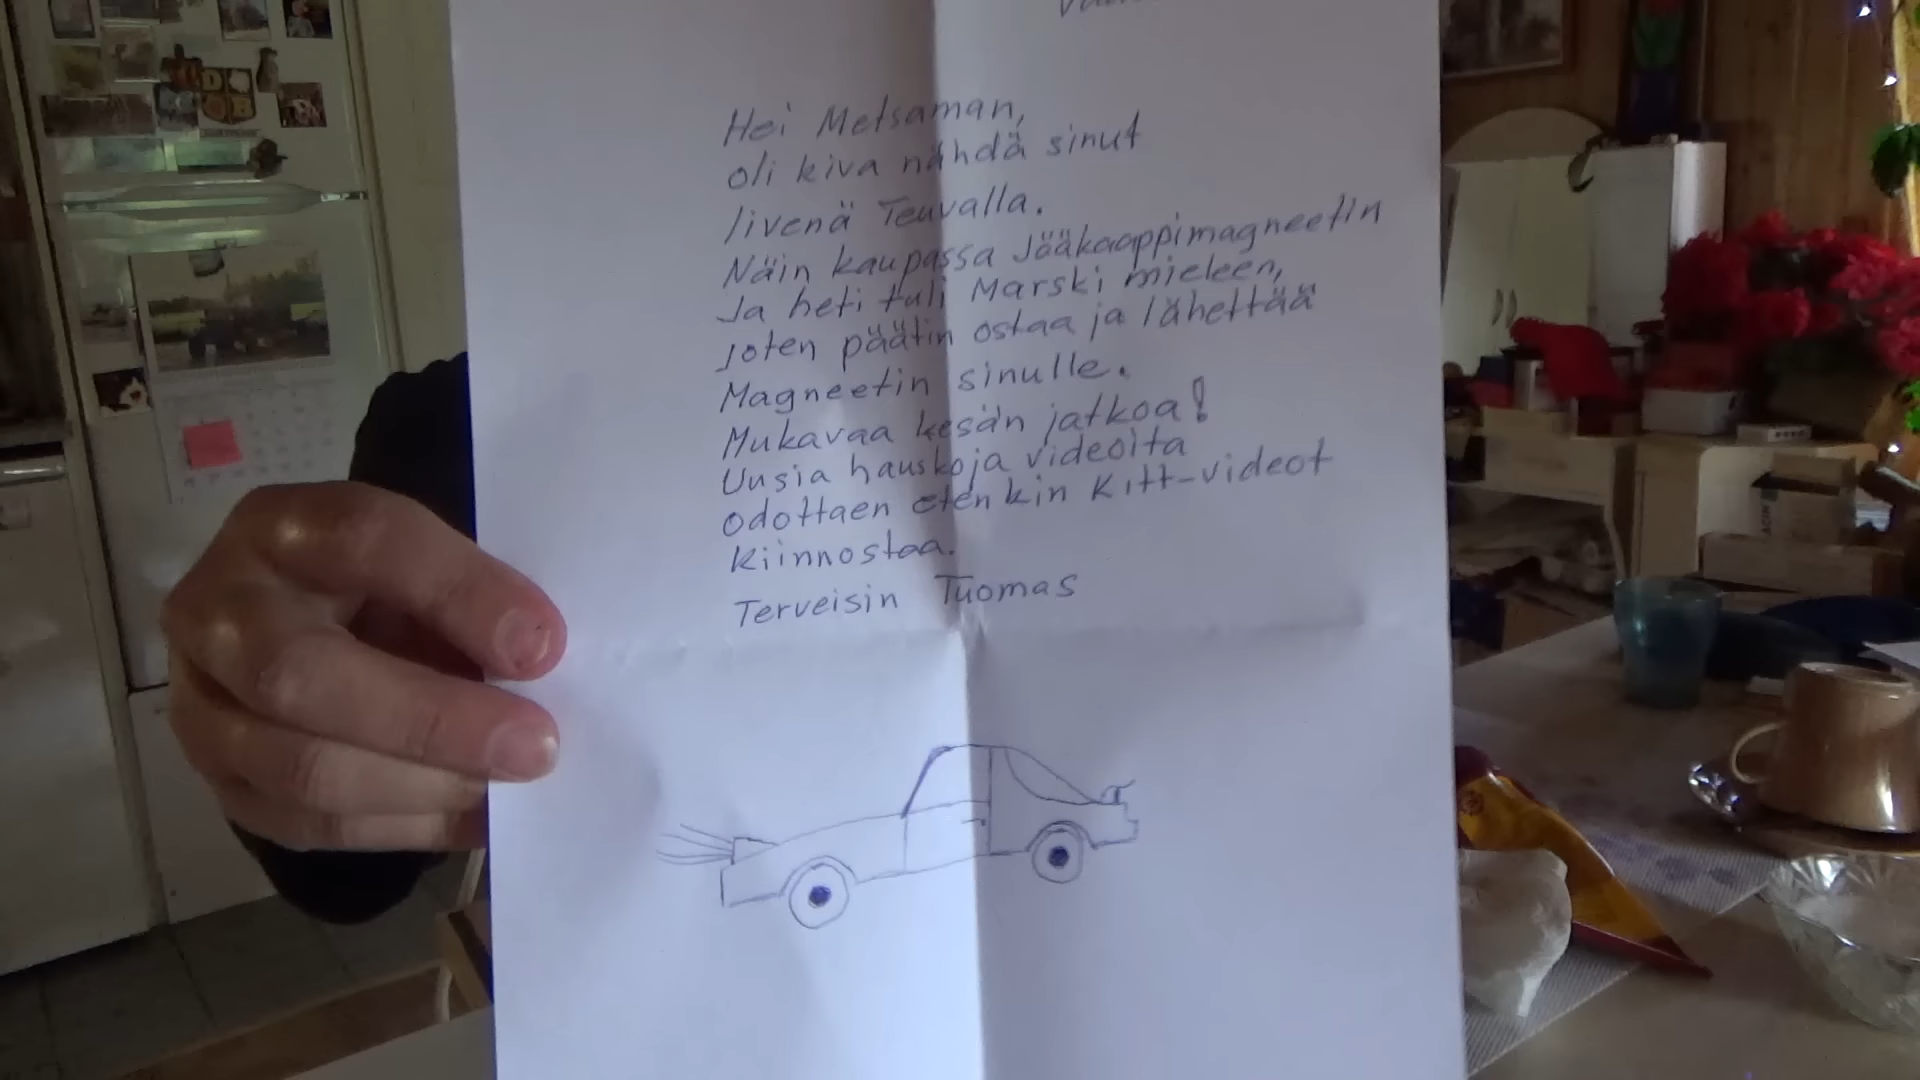 Hei Metsaman,
oli kiva nähdä sinut
livenä Teuvalla.
Näin kaupassa Jääkaappimagneetin
Ja heti tuli Marski mieleen,
joten päätin ostaa ja lähettää
Magneetin sinulle.
Mukavaa kesän jatkoa!
Uusia hauskoja videoita
odottaen etenkin Kitt-videot
kiinnostaa.
Terveisin Tuomas